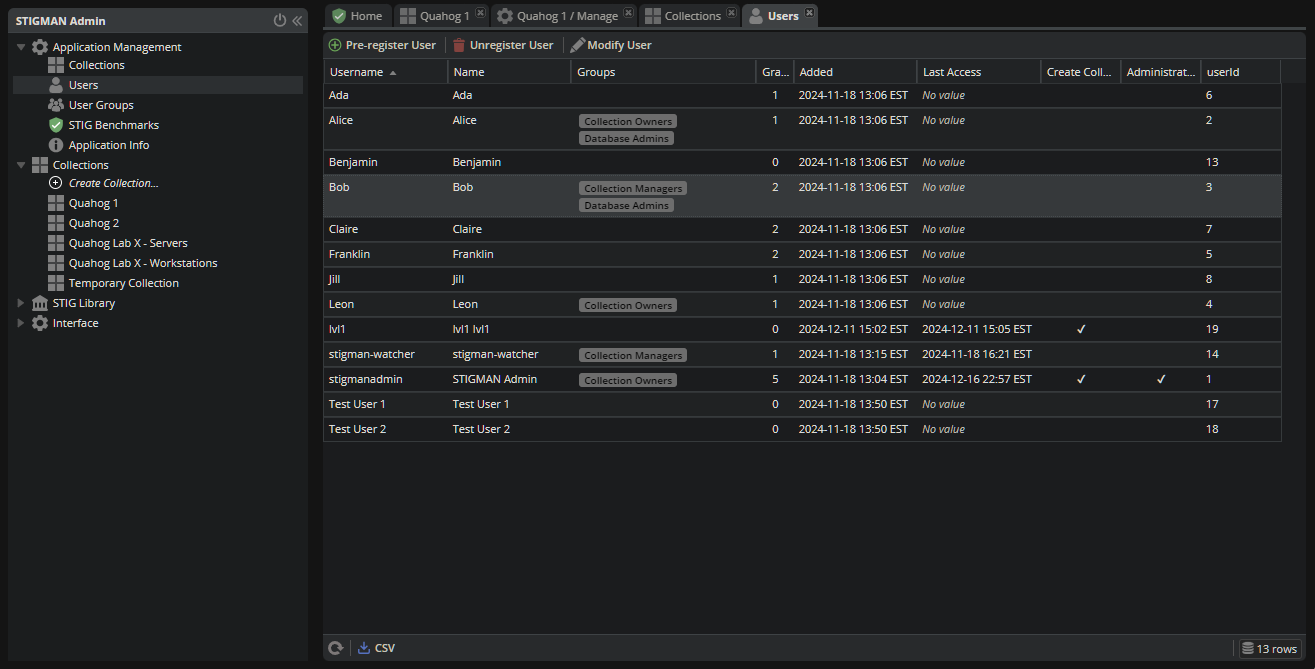 STIGMAN Admin
Application Management
Collections
Users
User Groups
STIG Benchmarks
Application Info
Collections
Create Collection...
Quahog 1
Quahog 2
Quahog Lab X - Servers
Quahog Lab X - Workstations
Temporary Collection
STIG Library
Interface
Home Quahog 1 Quahog 1 / Manage Collections Users
Pre-register User Unregister User Modify User
Username Name Groups Gra... Added Last Access Create Coll... Administrat... userId
Ada Ada 1 2024-11-18 13:06 EST No value 6
Alice Alice Collection Owners 1 2024-11-18 13:06 EST No value 2
Database Admins
Benjamin Benjamin 0 2024-11-18 13:06 EST No value 13
Bob Bob Collection Managers 2 2024-11-18 13:06 EST No value 3
Database Admins
Claire Claire 2 2024-11-18 13:06 EST No value 7
Franklin Franklin 2 2024-11-18 13:06 EST No value 5
Jill Jill 1 2024-11-18 13:06 EST No value 8
Leon Leon Collection Owners 1 2024-11-18 13:06 EST No value 4
lvl1 lvl1 lvl1 0 2024-12-11 15:02 EST 2024-12-11 15:05 EST ✓ 19
stigman-watcher stigman-watcher Collection Managers 1 2024-11-18 13:15 EST 2024-11-18 16:21 EST 14
stigmanadmin STIGMAN Admin Collection Owners 5 2024-11-18 13:04 EST 2024-12-16 22:57 EST ✓ ✓ 1
Test User 1 Test User 1 0 2024-11-18 13:50 EST No value 17
Test User 2 Test User 2 0 2024-11-18 13:50 EST No value 18
CSV 13 rows